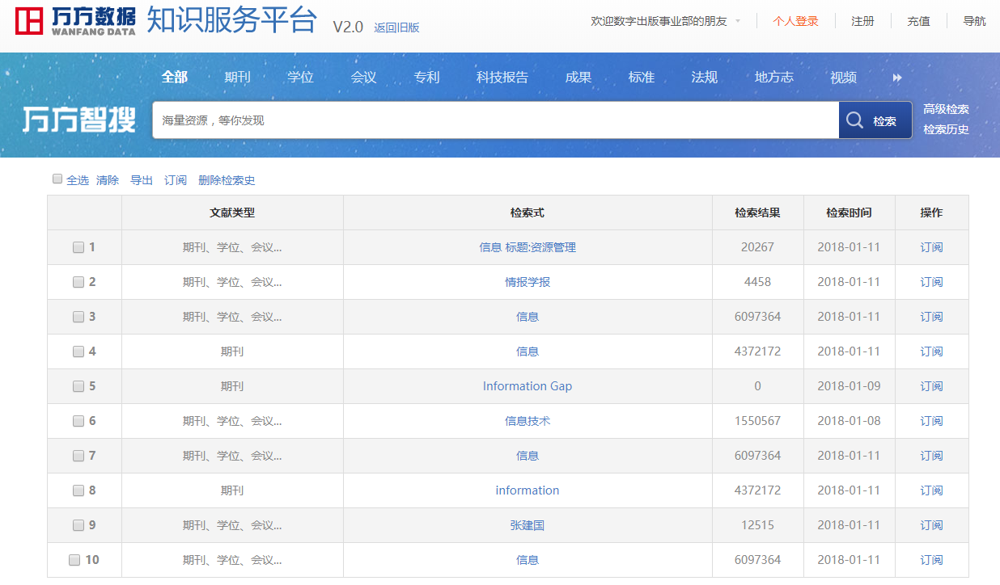 万方数据 WANFANG DATA 知识服务平台 V2.0 返回旧版 欢迎数字出版事业部的朋友 个人登录 注册 充值 导航
全部 期刊 学位 会议 专利 科技报告 成果 标准 法规 地方志 视频
万方智搜 海量资源，等你发现 检索 高级检索
检索历史
全选 清除 导出 订阅 删除检索史
文献类型 检索式 检索结果 检索时间 操作
1 期刊、学位、会议... 信息 标题:资源管理 20267 2018-01-11 订阅
2 期刊、学位、会议... 情报学报 4458 2018-01-11 订阅
3 期刊、学位、会议... 信息 6097364 2018-01-11 订阅
4 期刊 信息 4372172 2018-01-11 订阅
5 期刊 Information Gap 0 2018-01-09 订阅
6 期刊、学位、会议... 信息技术 1550567 2018-01-08 订阅
7 期刊、学位、会议... 信息 6097364 2018-01-11 订阅
8 期刊 information 4372172 2018-01-11 订阅
9 期刊、学位、会议... 张建国 12515 2018-01-11 订阅
10 期刊、学位、会议... 信息 6097364 2018-01-11 订阅